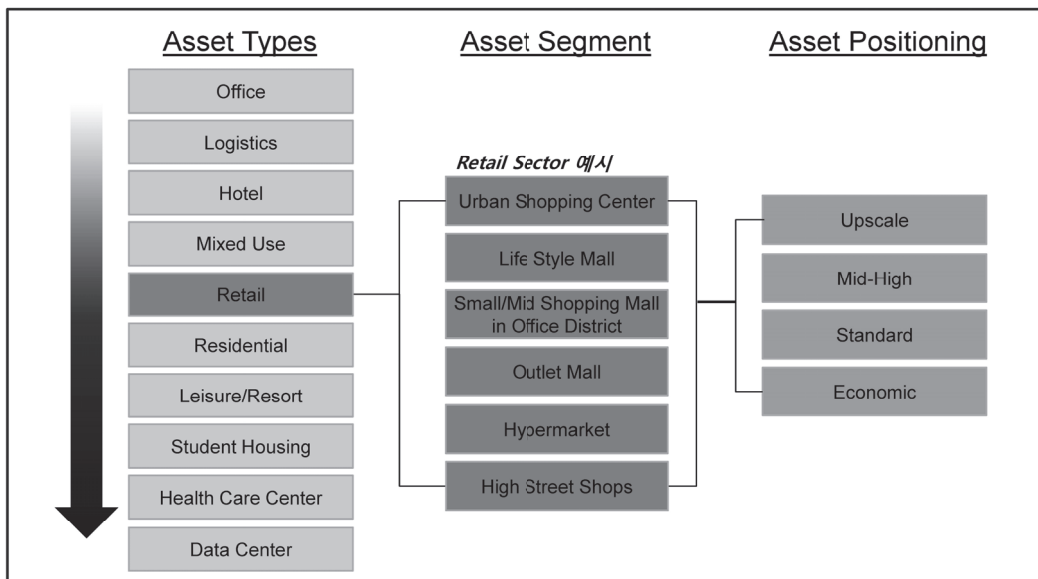 Asset Types
Office
Logistics
Hotel
Mixed Use
Retail
Residential
Leisure/Resort
Student Housing
Health Care Center
Data Center
Asset Segment
Retail Sector 예시
Urban Shopping Center
Life Style Mall
Small/Mid Shopping Mall
in Office District
Outlet Mall
Hypermarket
High Street Shops
Asset Positioning
Upscale
Mid-High
Standard
Economic